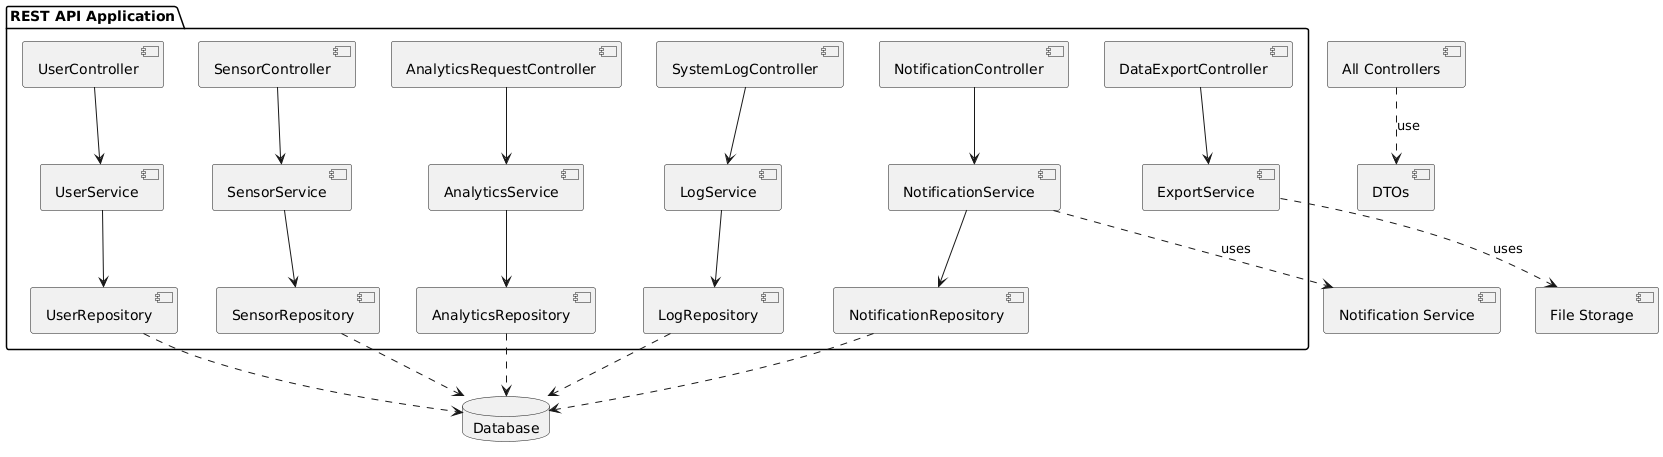 REST API Application
UserController
SensorController
AnalyticsRequestController
SystemLogController
NotificationController
DataExportController
All Controllers
use
UserService
SensorService
AnalyticsService
LogService
NotificationService
ExportService
DTOs
uses
uses
UserRepository
SensorRepository
AnalyticsRepository
LogRepository
NotificationRepository
Notification Service
File Storage
Database